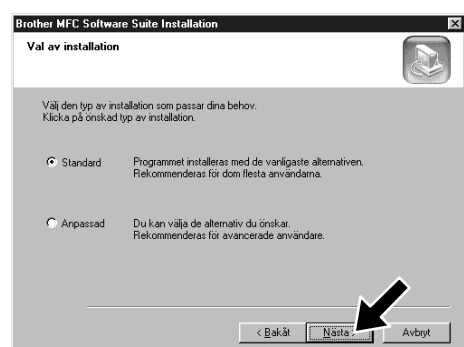 Brother MFC Software Suite Installation
Val av installation
Välj den typ av installation som passar dina behov.
Klicka på önskad typ av installation.
Standard
Programmet installeras med de vanligaste alternativen.
Rekommenderas för dom flesta användarna.
Anpassad
Du kan välja de alternativ du önskar.
Rekommenderas för avancerade användare.
< Bakåt
Nästa >
Avbryt